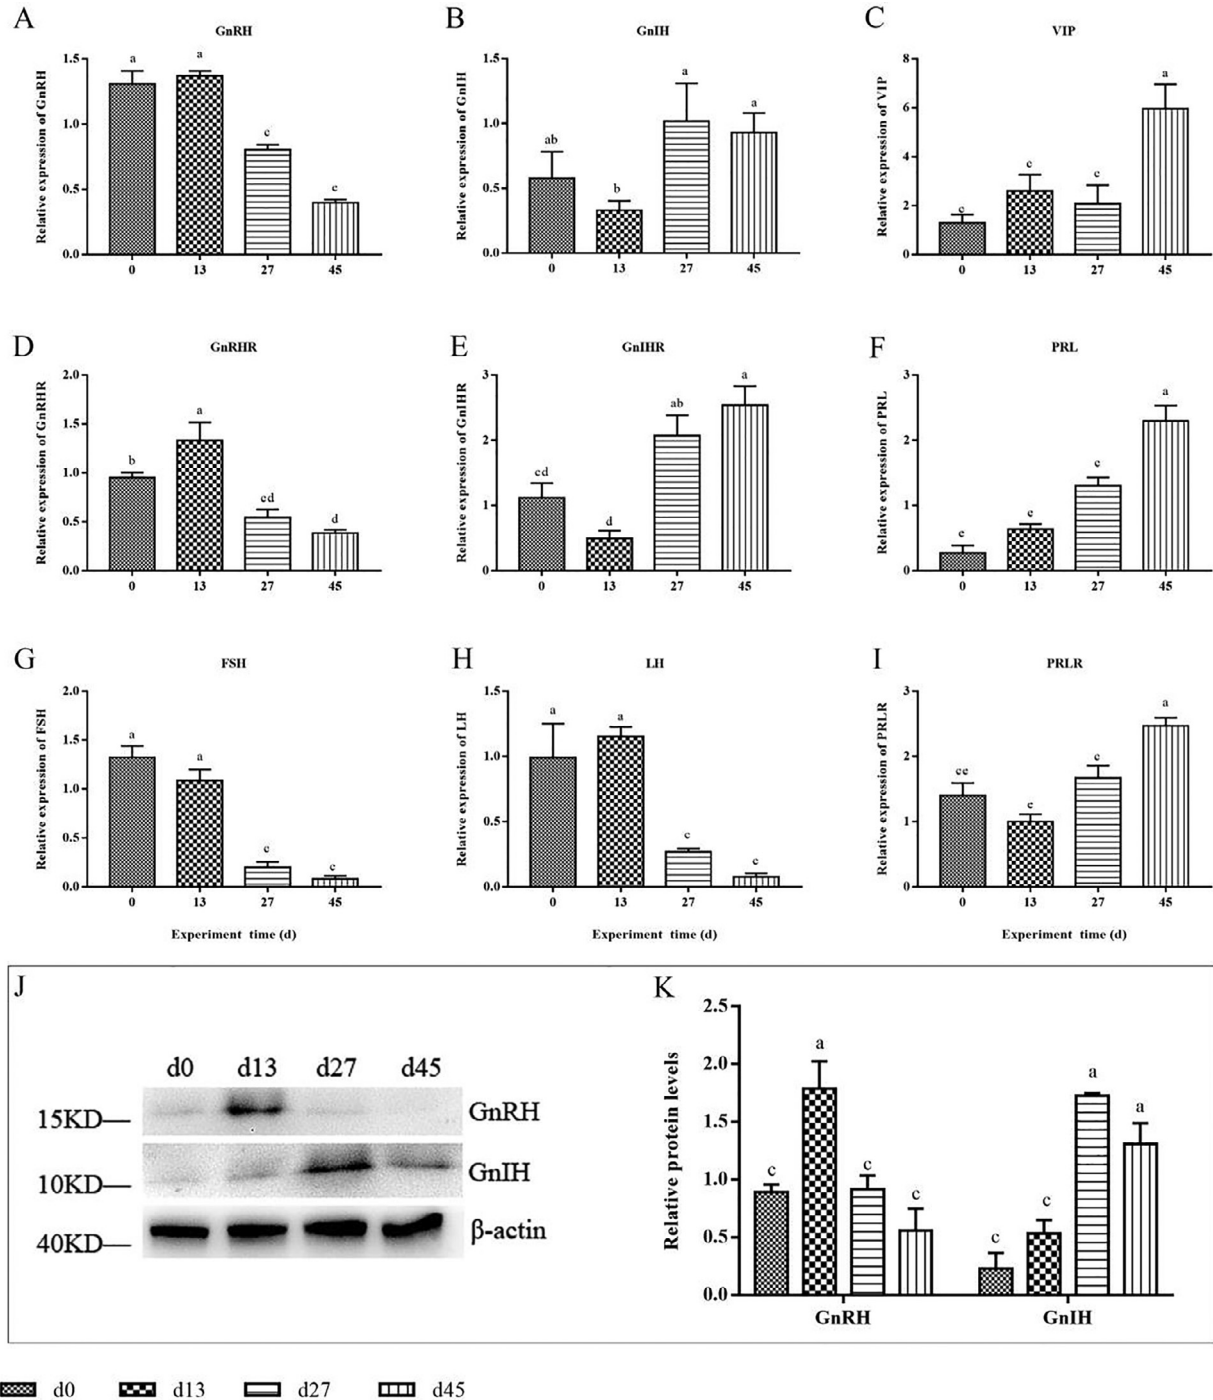 A
GnRH
Relative expression of GnRH
1.5
1.0
0.5
0.0
a
a
c
c
0
13
27
45
B
GnIH
Relative expression of GnIH
1.5
1.0
0.5
0.0
ab
b
a
a
0
13
27
45
C
VIP
Relative expression of VIP
8
6
4
2
0
c
c
c
a
0
13
27
45
D
GnRHR
Relative expression of GnRHR
2.0
1.5
1.0
0.5
0.0
b
a
cd
d
0
13
27
45
E
GnIHR
Relative expression of GnIHR
3
2
1
0
cd
d
ab
a
0
13
27
45
F
PRL
Relative expression of PRL
3
2
1
0
e
c
c
a
0
13
27
45
G
FSH
Relative expression of FSH
2.0
1.5
1.0
0.5
0.0
a
a
c
c
0
13
27
45
Experiment time (d)
H
LH
Relative expression of LH
1.5
1.0
0.5
0.0
a
a
c
c
0
13
27
45
Experiment time (d)
I
PRLR
Relative expression of PRLR
3
2
1
0
ce
e
c
a
0
13
27
45
Experiment time (d)
J
d0 d13 d27 d45
15KD— GnRH
10KD— GnIH
40KD— β-actin
K
Relative protein levels
2.5
2.0
1.5
1.0
0.5
0.0
c
a
c
c
c
c
a
a
GnRH
GnIH
d0 d13 d27 d45